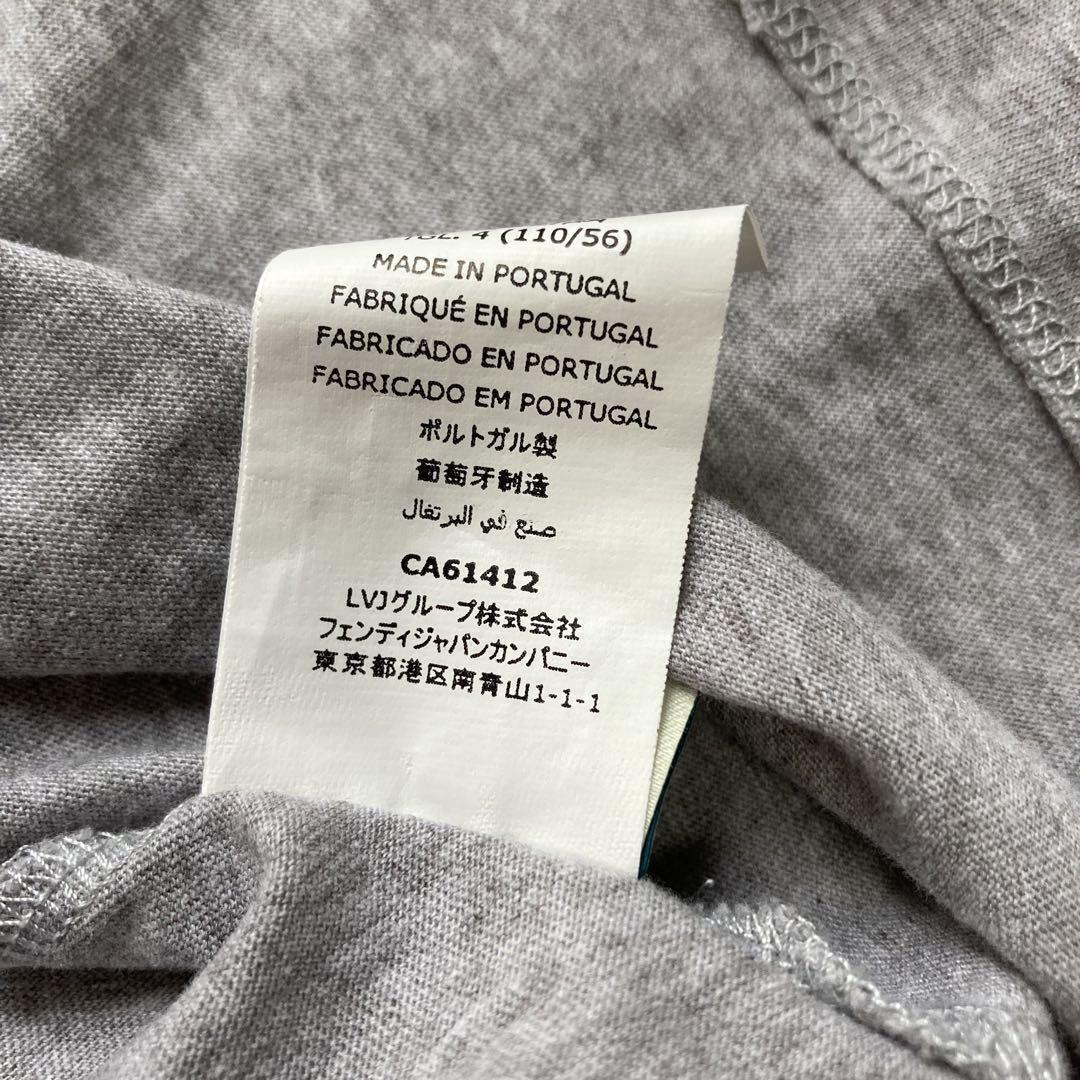 4 (110/56)
MADE IN PORTUGAL
FABRIQUÉ EN PORTUGAL
FABRICADO EN PORTUGAL
FABRICADO EM PORTUGAL
ポルトガル製
葡萄牙制造
صنع في البرتغال
CA61412
LVJグループ株式会社
フェンディジャパンカンパニー
東京都港区南青山1-1-1